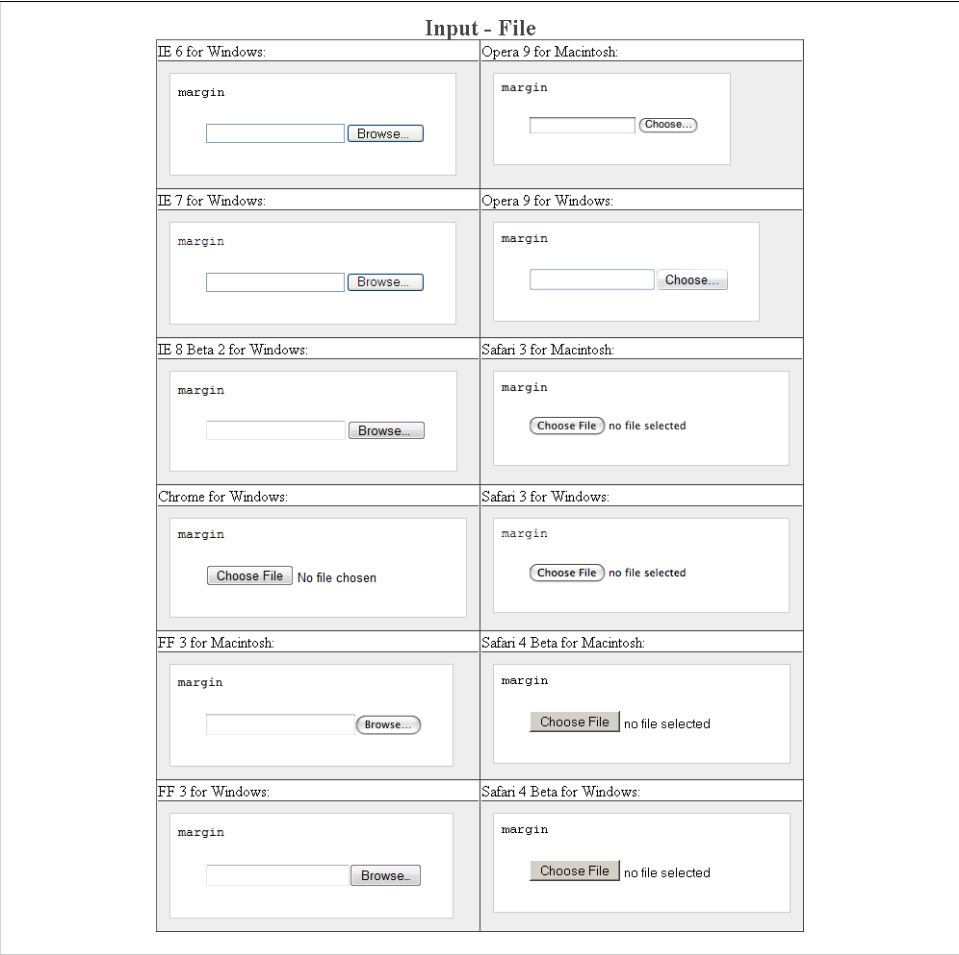 Input - File
IE 6 for Windows:
margin
Browse...
Opera 9 for Macintosh:
margin
Choose...
IE 7 for Windows:
margin
Browse...
Opera 9 for Windows:
margin
Choose...
IE 8 Beta 2 for Windows:
margin
Browse...
Safari 3 for Macintosh:
margin
Choose File no file selected
Chrome for Windows:
margin
Choose File No file chosen
Safari 3 for Windows:
margin
Choose File no file selected
FF 3 for Macintosh:
margin
Browse...
Safari 4 Beta for Macintosh:
margin
Choose File no file selected
FF 3 for Windows:
margin
Browse...
Safari 4 Beta for Windows:
margin
Choose File no file selected